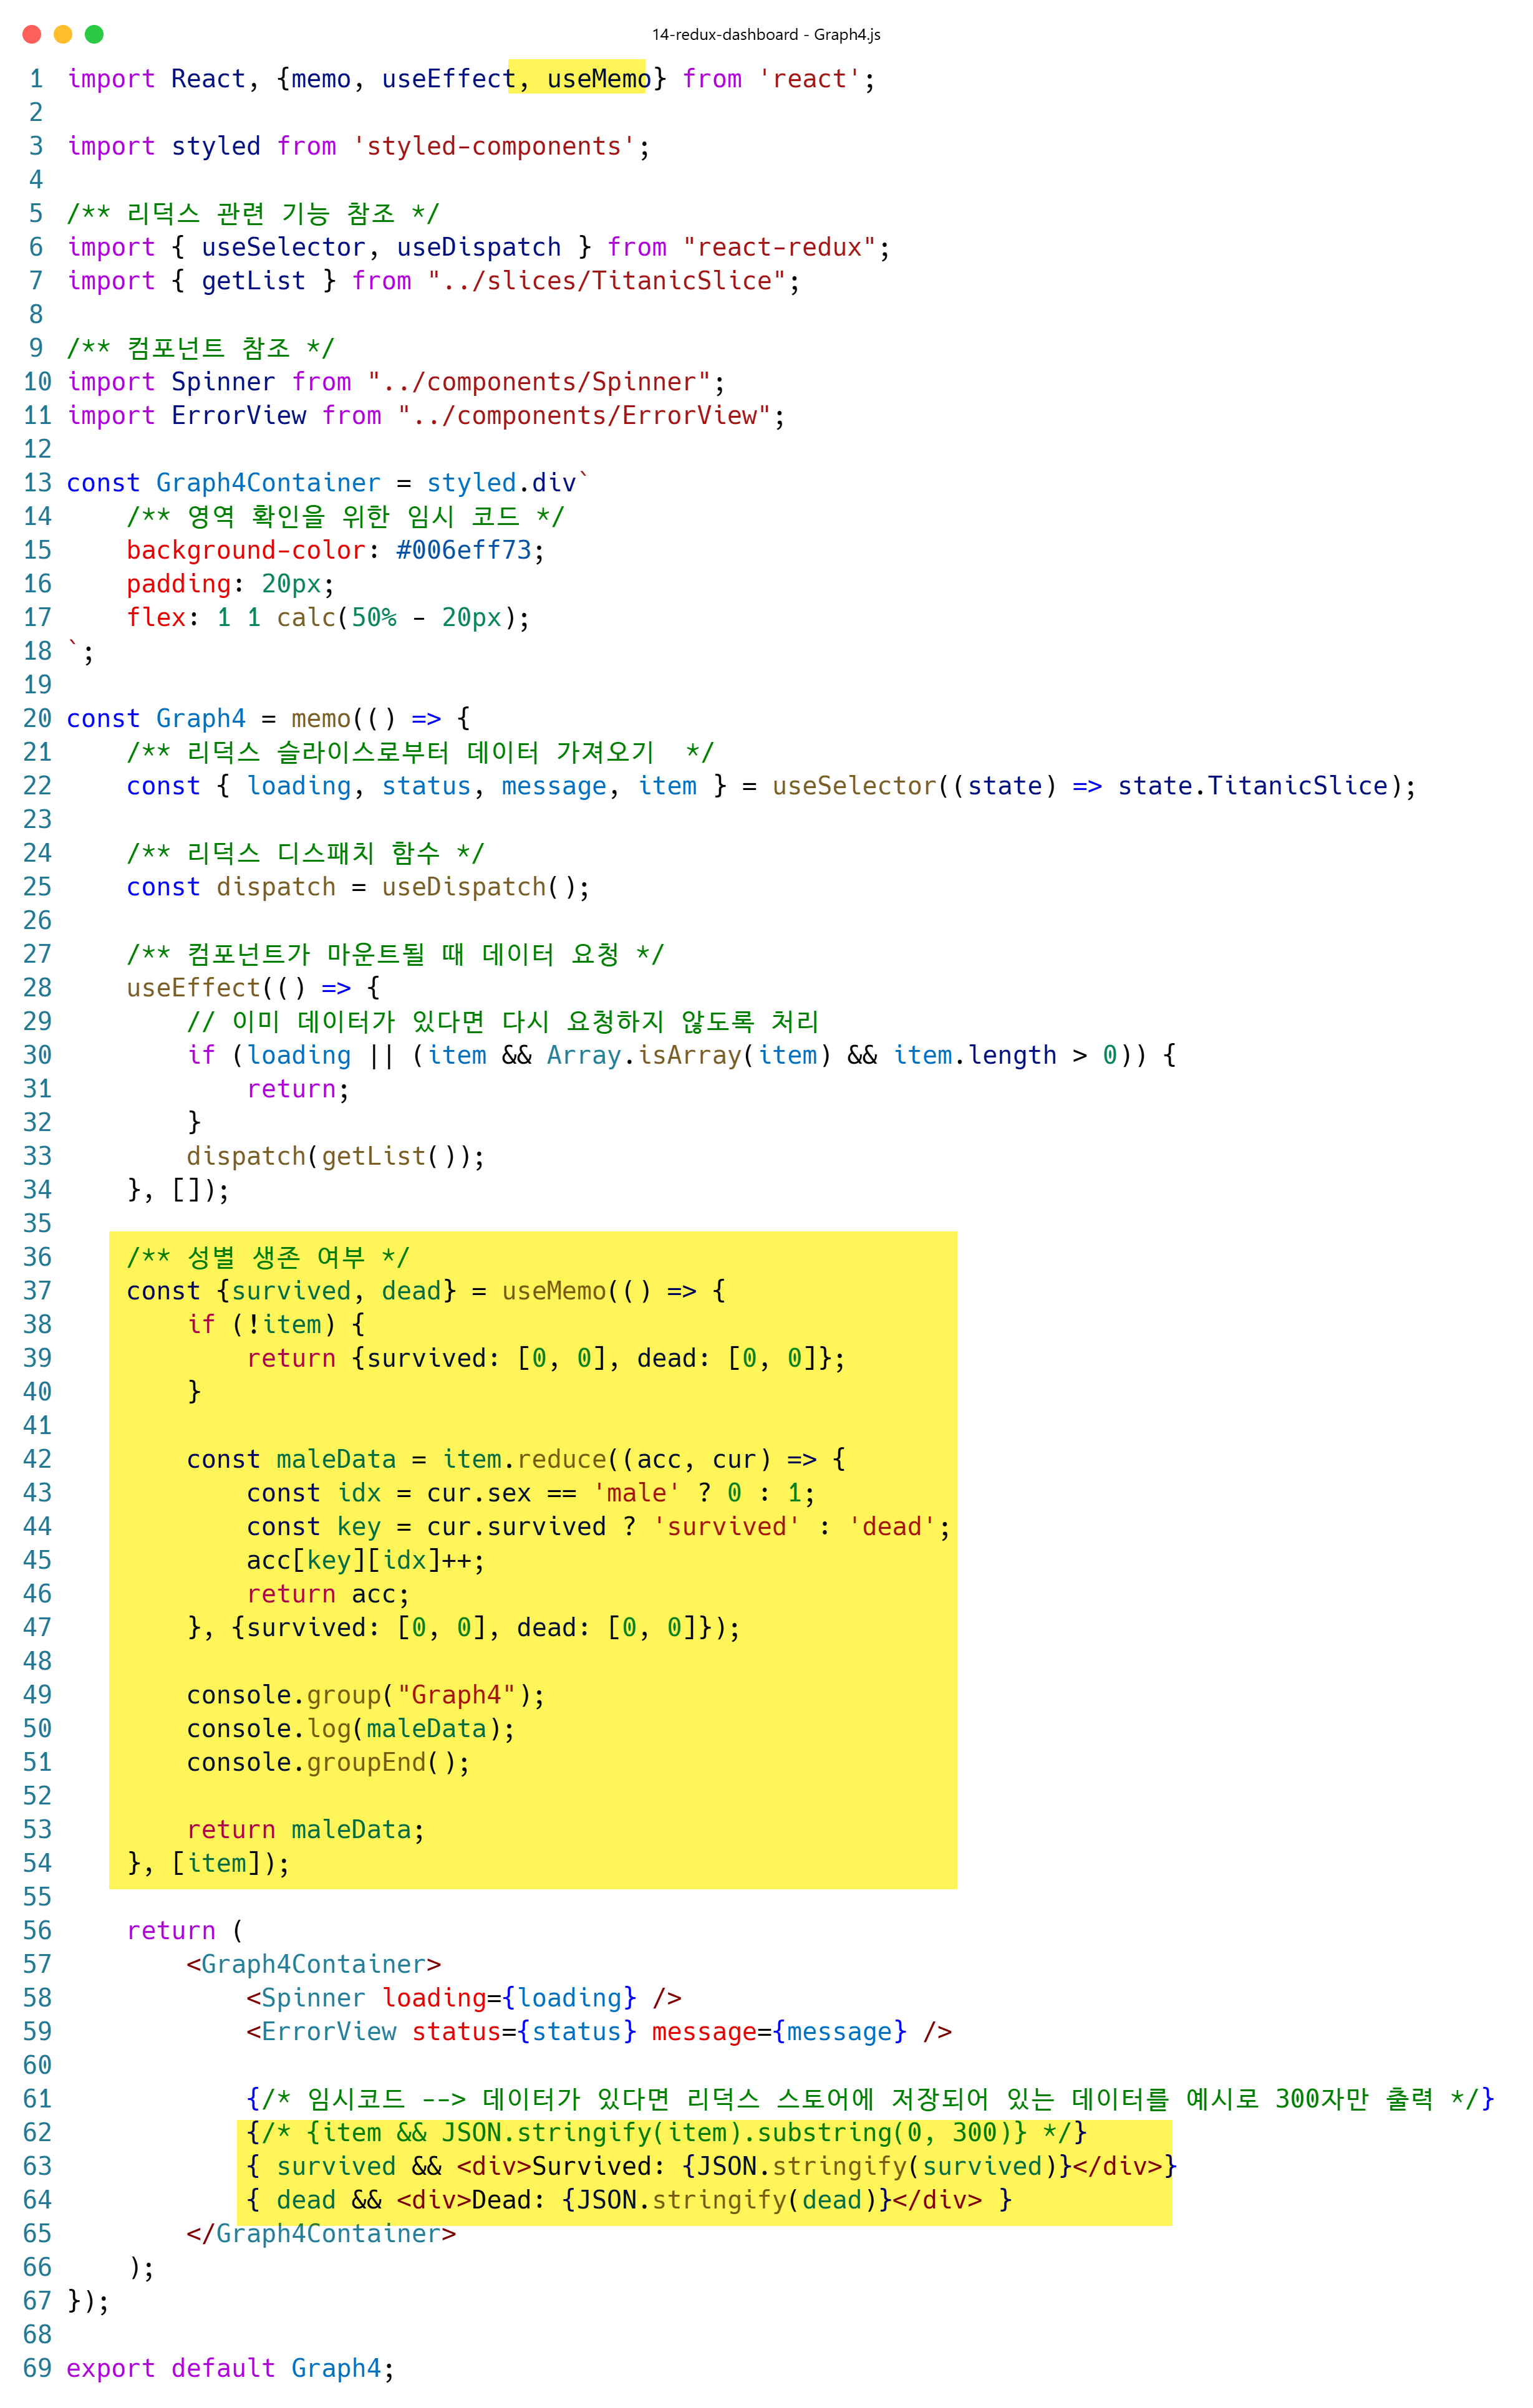 14-redux-dashboard - Graph4.js
1 import React, {memo, useEffect, useMemo} from 'react';
2
3 import styled from 'styled-components';
4
5 /** 리덕스 관련 기능 참조 */
6 import { useSelector, useDispatch } from "react-redux";
7 import { getList } from "../slices/TitanicSlice";
8
9 /** 컴포넌트 참조 */
10 import Spinner from "../components/Spinner";
11 import ErrorView from "../components/ErrorView";
12
13 const Graph4Container = styled.div`
14     /** 영역 확인을 위한 임시 코드 */
15     background-color: #006eff73;
16     padding: 20px;
17     flex: 1 1 calc(50% - 20px);
18 `;
19
20 const Graph4 = memo(() => {
21     /** 리덕스 슬라이스로부터 데이터 가져오기  */
22     const { loading, status, message, item } = useSelector((state) => state.TitanicSlice);
23
24     /** 리덕스 디스패치 함수 */
25     const dispatch = useDispatch();
26
27     /** 컴포넌트가 마운트될 때 데이터 요청 */
28     useEffect(() => {
29         // 이미 데이터가 있다면 다시 요청하지 않도록 처리
30         if (loading || (item && Array.isArray(item) && item.length > 0)) {
31             return;
32         }
33         dispatch(getList());
34     }, []);
35
36     /** 성별 생존 여부 */
37     const {survived, dead} = useMemo(() => {
38         if (!item) {
39             return {survived: [0, 0], dead: [0, 0]};
40         }
41
42         const maleData = item.reduce((acc, cur) => {
43             const idx = cur.sex == 'male' ? 0 : 1;
44             const key = cur.survived ? 'survived' : 'dead';
45             acc[key][idx]++;
46             return acc;
47         }, {survived: [0, 0], dead: [0, 0]});
48
49         console.group("Graph4");
50         console.log(maleData);
51         console.groupEnd();
52
53         return maleData;
54     }, [item]);
55
56     return (
57         <Graph4Container>
58             <Spinner loading={loading} />
59             <ErrorView status={status} message={message} />
60
61             {/* 임시코드 --> 데이터가 있다면 리덕스 스토어에 저장되어 있는 데이터를 예시로 300자만 출력 */}
62             {/* {item && JSON.stringify(item).substring(0, 300)} */}
63             { survived && <div>Survived: {JSON.stringify(survived)}</div>}
64             { dead && <div>Dead: {JSON.stringify(dead)}</div> }
65         </Graph4Container>
66     );
67 });
68
69 export default Graph4;